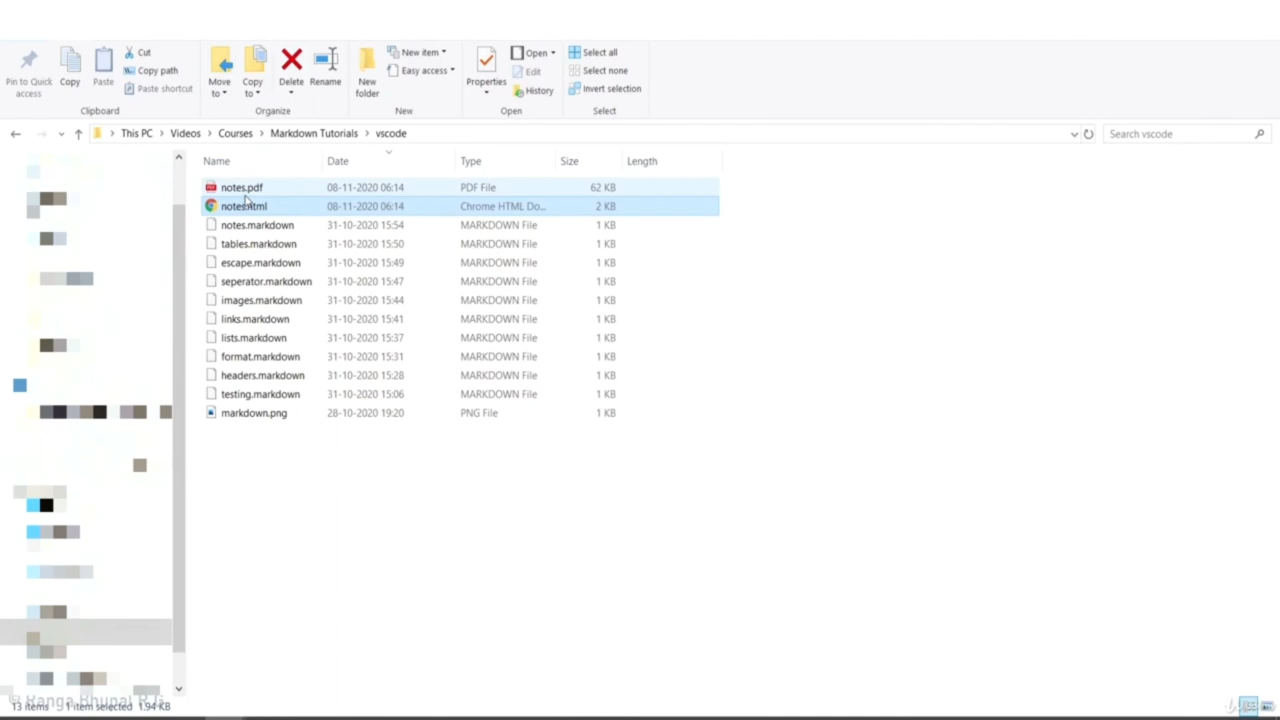 Pin to Quick access
Copy
Paste
Cut
Copy path
Paste shortcut
Clipboard
Move to
Copy to
Delete
Rename
Organize
New folder
New item
Easy access
New
Properties
Open
Edit
History
Open
Select all
Select none
Invert selection
Select
This PC > Videos > Courses > Markdown Tutorials > vscode
Search vscode
Name Date Type Size Length
notes.pdf 08-11-2020 06:14 PDF File 62 KB
notes.html 08-11-2020 06:14 Chrome HTML Do... 2 KB
notes.markdown 31-10-2020 15:54 MARKDOWN File 1 KB
tables.markdown 31-10-2020 15:50 MARKDOWN File 1 KB
escape.markdown 31-10-2020 15:49 MARKDOWN File 1 KB
seperator.markdown 31-10-2020 15:47 MARKDOWN File 1 KB
images.markdown 31-10-2020 15:44 MARKDOWN File 1 KB
links.markdown 31-10-2020 15:41 MARKDOWN File 1 KB
lists.markdown 31-10-2020 15:37 MARKDOWN File 1 KB
format.markdown 31-10-2020 15:31 MARKDOWN File 1 KB
headers.markdown 31-10-2020 15:28 MARKDOWN File 1 KB
testing.markdown 31-10-2020 15:06 MARKDOWN File 1 KB
markdown.png 28-10-2020 19:20 PNG File 1 KB
© Ranga Bhupal
13 items 1 item selected 1.94 KB